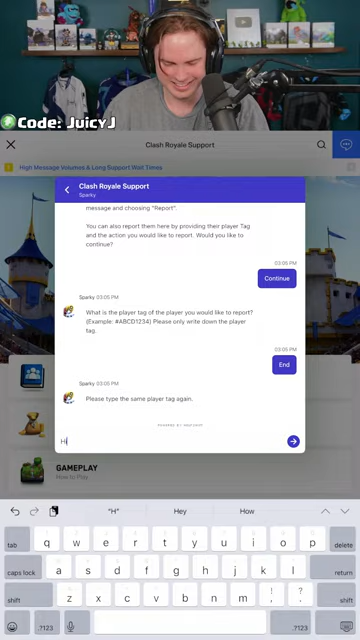 Code: JuicyJ
Clash Royale Support
High Message Volumes & Long Support Wait Times
Clash Royale Support
Sparky
message and choosing "Report".
You can also report them here by providing their player Tag
and the action you would like to report. Would you like to
continue?
03:05 PM
Continue
Sparky 03:05 PM
What is the player tag of the player you would like to report?
(Example: #ABCD1234) Please only write down the player
tag.
03:05 PM
End
Sparky 03:05 PM
Please type the same player tag again.
Hi
GAMEPLAY
How to Play
"H"
Hey
How
tab
q w e r t y u i o p
delete
caps lock
a s d f g h j k l
return
shift
z x c v b n m ! , ? .
shift
.?123
.?123